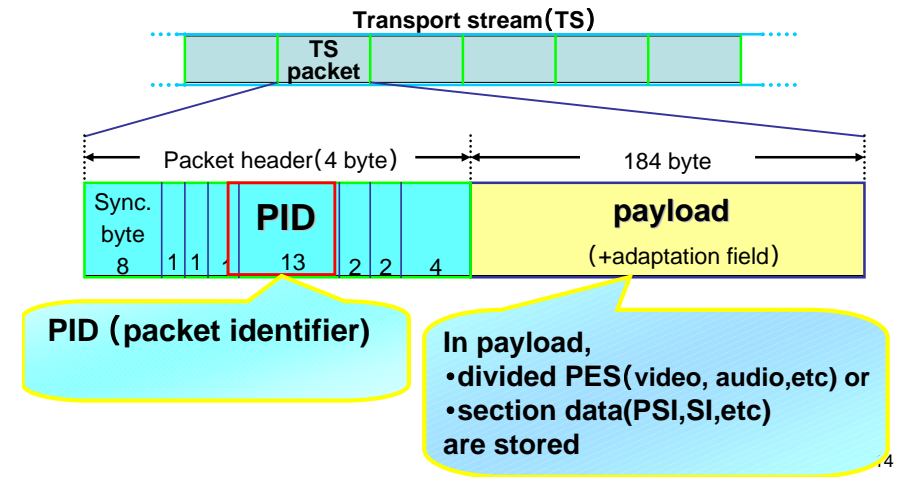 Transport stream(TS)
TS
packet
Packet header(4 byte)
184 byte
Sync.
byte
8
1
1
1
PID
13
2
2
4
payload
(+adaptation field)
PID (packet identifier)
In payload,
•divided PES(video, audio,etc) or
•section data(PSI,SI,etc)
are stored